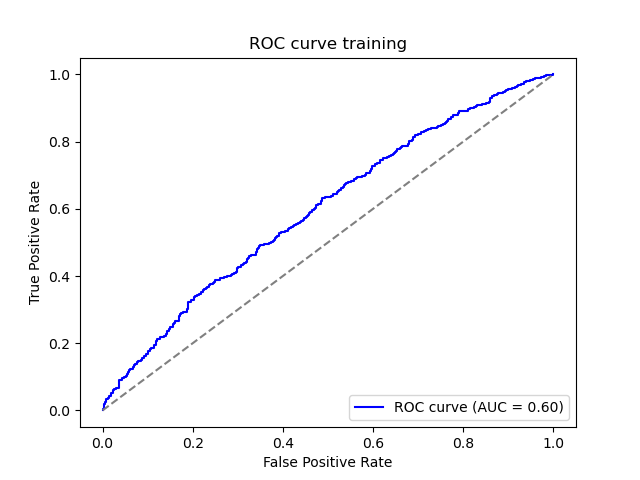 ROC curve training
1.0
0.8
0.6
0.4
0.2
0.0
True Positive Rate
ROC curve (AUC = 0.60)
0.0 0.2 0.4 0.6 0.8 1.0
False Positive Rate